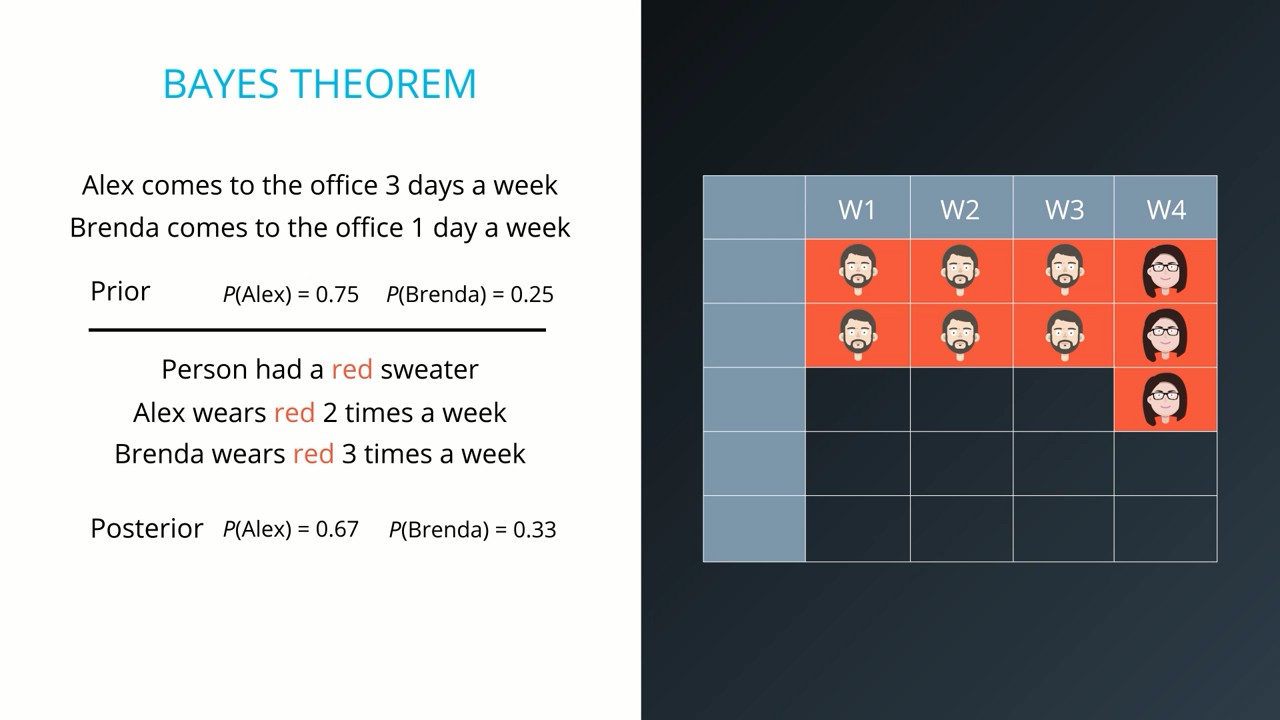 BAYES THEOREM
Alex comes to the office 3 days a week
Brenda comes to the office 1 day a week
Prior P(Alex) = 0.75 P(Brenda) = 0.25
Person had a red sweater
Alex wears red 2 times a week
Brenda wears red 3 times a week
Posterior P(Alex) = 0.67 P(Brenda) = 0.33
W1 W2 W3 W4